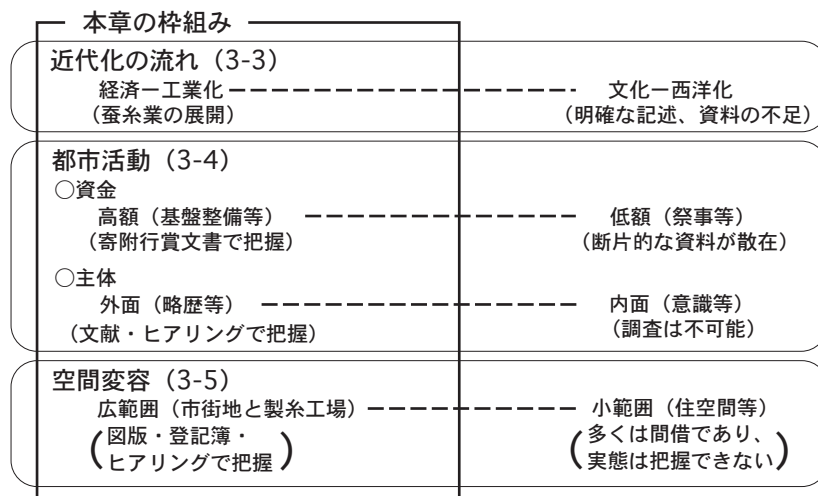 本章の枠組み
近代化の流れ（3-3）
経済ー工業化 文化ー西洋化
（蚕糸業の展開） （明確な記述、資料の不足）
都市活動（3-4）
○資金
高額（基盤整備等） 低額（祭事等）
（寄附行賞文書で把握） （断片的な資料が散在）
○主体
外面（略歴等） 内面（意識等）
（文献・ヒアリングで把握） （調査は不可能）
空間変容（3-5）
広範囲（市街地と製糸工場） 小範囲（住空間等）
（図版・登記簿・ （多くは間借であり、
ヒアリングで把握） 実態は把握できない）